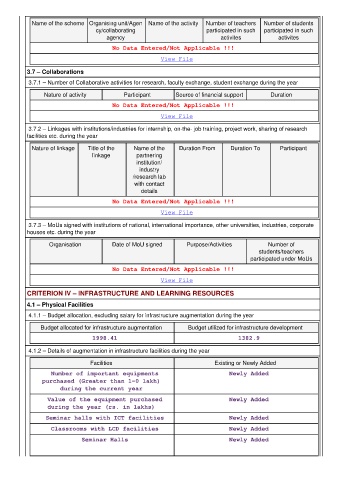 Name of the scheme Organising unit/Agen Name of the activity Number of teachers Number of students
cy/collaborating participated in such participated in such
agency activities activites
No Data Entered/Not Applicable !!!
View File
3.7 – Collaborations
3.7.1 – Number of Collaborative activities for research, faculty exchange, student exchange during the year
Nature of activity Participant Source of financial support Duration
No Data Entered/Not Applicable !!!
View File
3.7.2 – Linkages with institutions/industries for internship, on-the- job training, project work, sharing of research
facilities etc. during the year
Nature of linkage Title of the Name of the Duration From Duration To Participant
linkage partnering
institution/
industry
/research lab
with contact
details
No Data Entered/Not Applicable !!!
View File
3.7.3 – MoUs signed with institutions of national, international importance, other universities, industries, corporate
houses etc. during the year
Organisation Date of MoU signed Purpose/Activities Number of
students/teachers
participated under MoUs
No Data Entered/Not Applicable !!!
View File
CRITERION IV – INFRASTRUCTURE AND LEARNING RESOURCES
4.1 – Physical Facilities
4.1.1 – Budget allocation, excluding salary for infrastructure augmentation during the year
Budget allocated for infrastructure augmentation Budget utilized for infrastructure development
1998.41 1382.9
4.1.2 – Details of augmentation in infrastructure facilities during the year
Facilities Existing or Newly Added
Number of important equipments Newly Added
purchased (Greater than 1-0 lakh)
during the current year
Value of the equipment purchased Newly Added
during the year (rs. in lakhs)
Seminar halls with ICT facilities Newly Added
Classrooms with LCD facilities Newly Added
Seminar Halls Newly Added